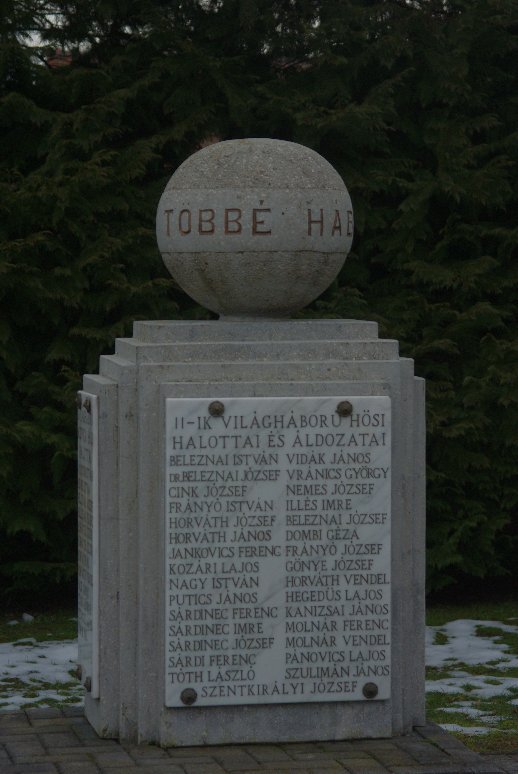 TÖBBÉ HAB
II-IK VILÁGHÁBORÚ HŐSI
HALOTTAI ÉS ÁLDOZATAI
BELEZNAI ISTVÁN VIDÁK JÁNOS
DR. BELEZNAI JÓZSEF VRÁNICS GYÖRGY
CINK JÓZSEF NEMES JÓZSEF
FRÁNYÓ ISTVÁN ILLÉS IMRE
HORVÁTH JÓZSEF BELEZNAI JÓZSEF
HORVÁTH JÁNOS DOMBI GÉZA
JANKOVICS FERENC FRÁNYÓ JÓZSEF
KOZÁRI LAJOS GÖNYE JÓZSEF
NAGY ISTVÁN HORVÁTH VENDEL
PUTICS JÁNOS HEGEDŰS LAJOS
SÁRDINEC FERENC KANIZSAI JÁNOS
SÁRDINEC IMRE MOLNÁR FERENC
SÁRDINEC JÓZSEF MOLNÁR VENDEL
SÁRDI FERENC PÁNOVICS LAJOS
TÓTH LÁSZLÓ SZULIMÁN JÁNOS
SZENTKIRÁLYI JÓZSEF